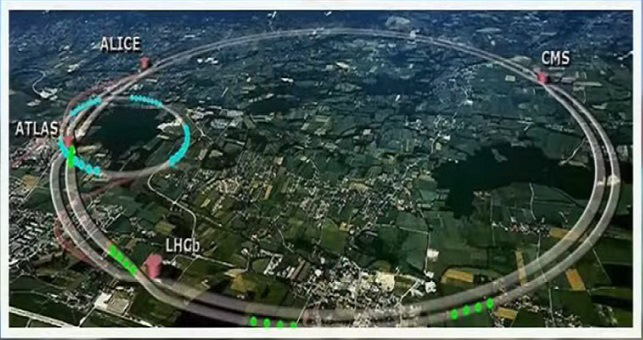 ALICE
CMS
ATLAS
LHCb